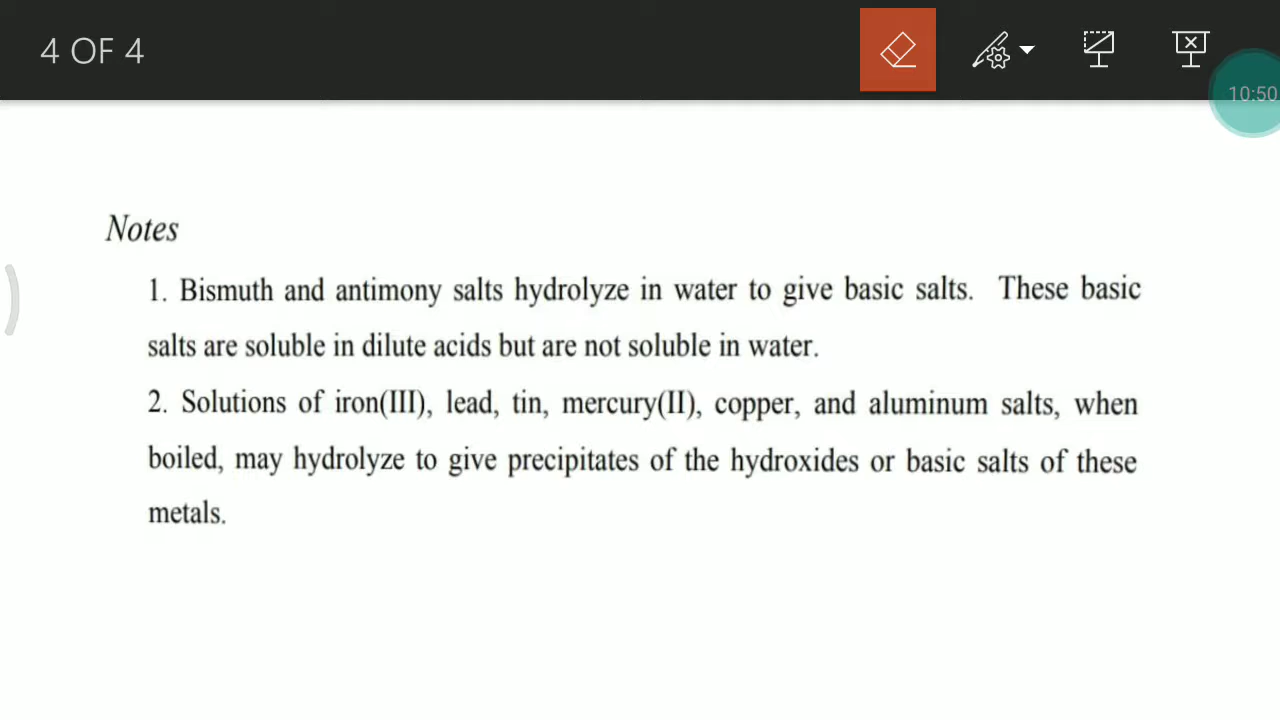 4 OF 4
10:50
Notes
1. Bismuth and antimony salts hydrolyze in water to give basic salts. These basic
salts are soluble in dilute acids but are not soluble in water.
2. Solutions of iron(III), lead, tin, mercury(II), copper, and aluminum salts, when
boiled, may hydrolyze to give precipitates of the hydroxides or basic salts of these
metals.